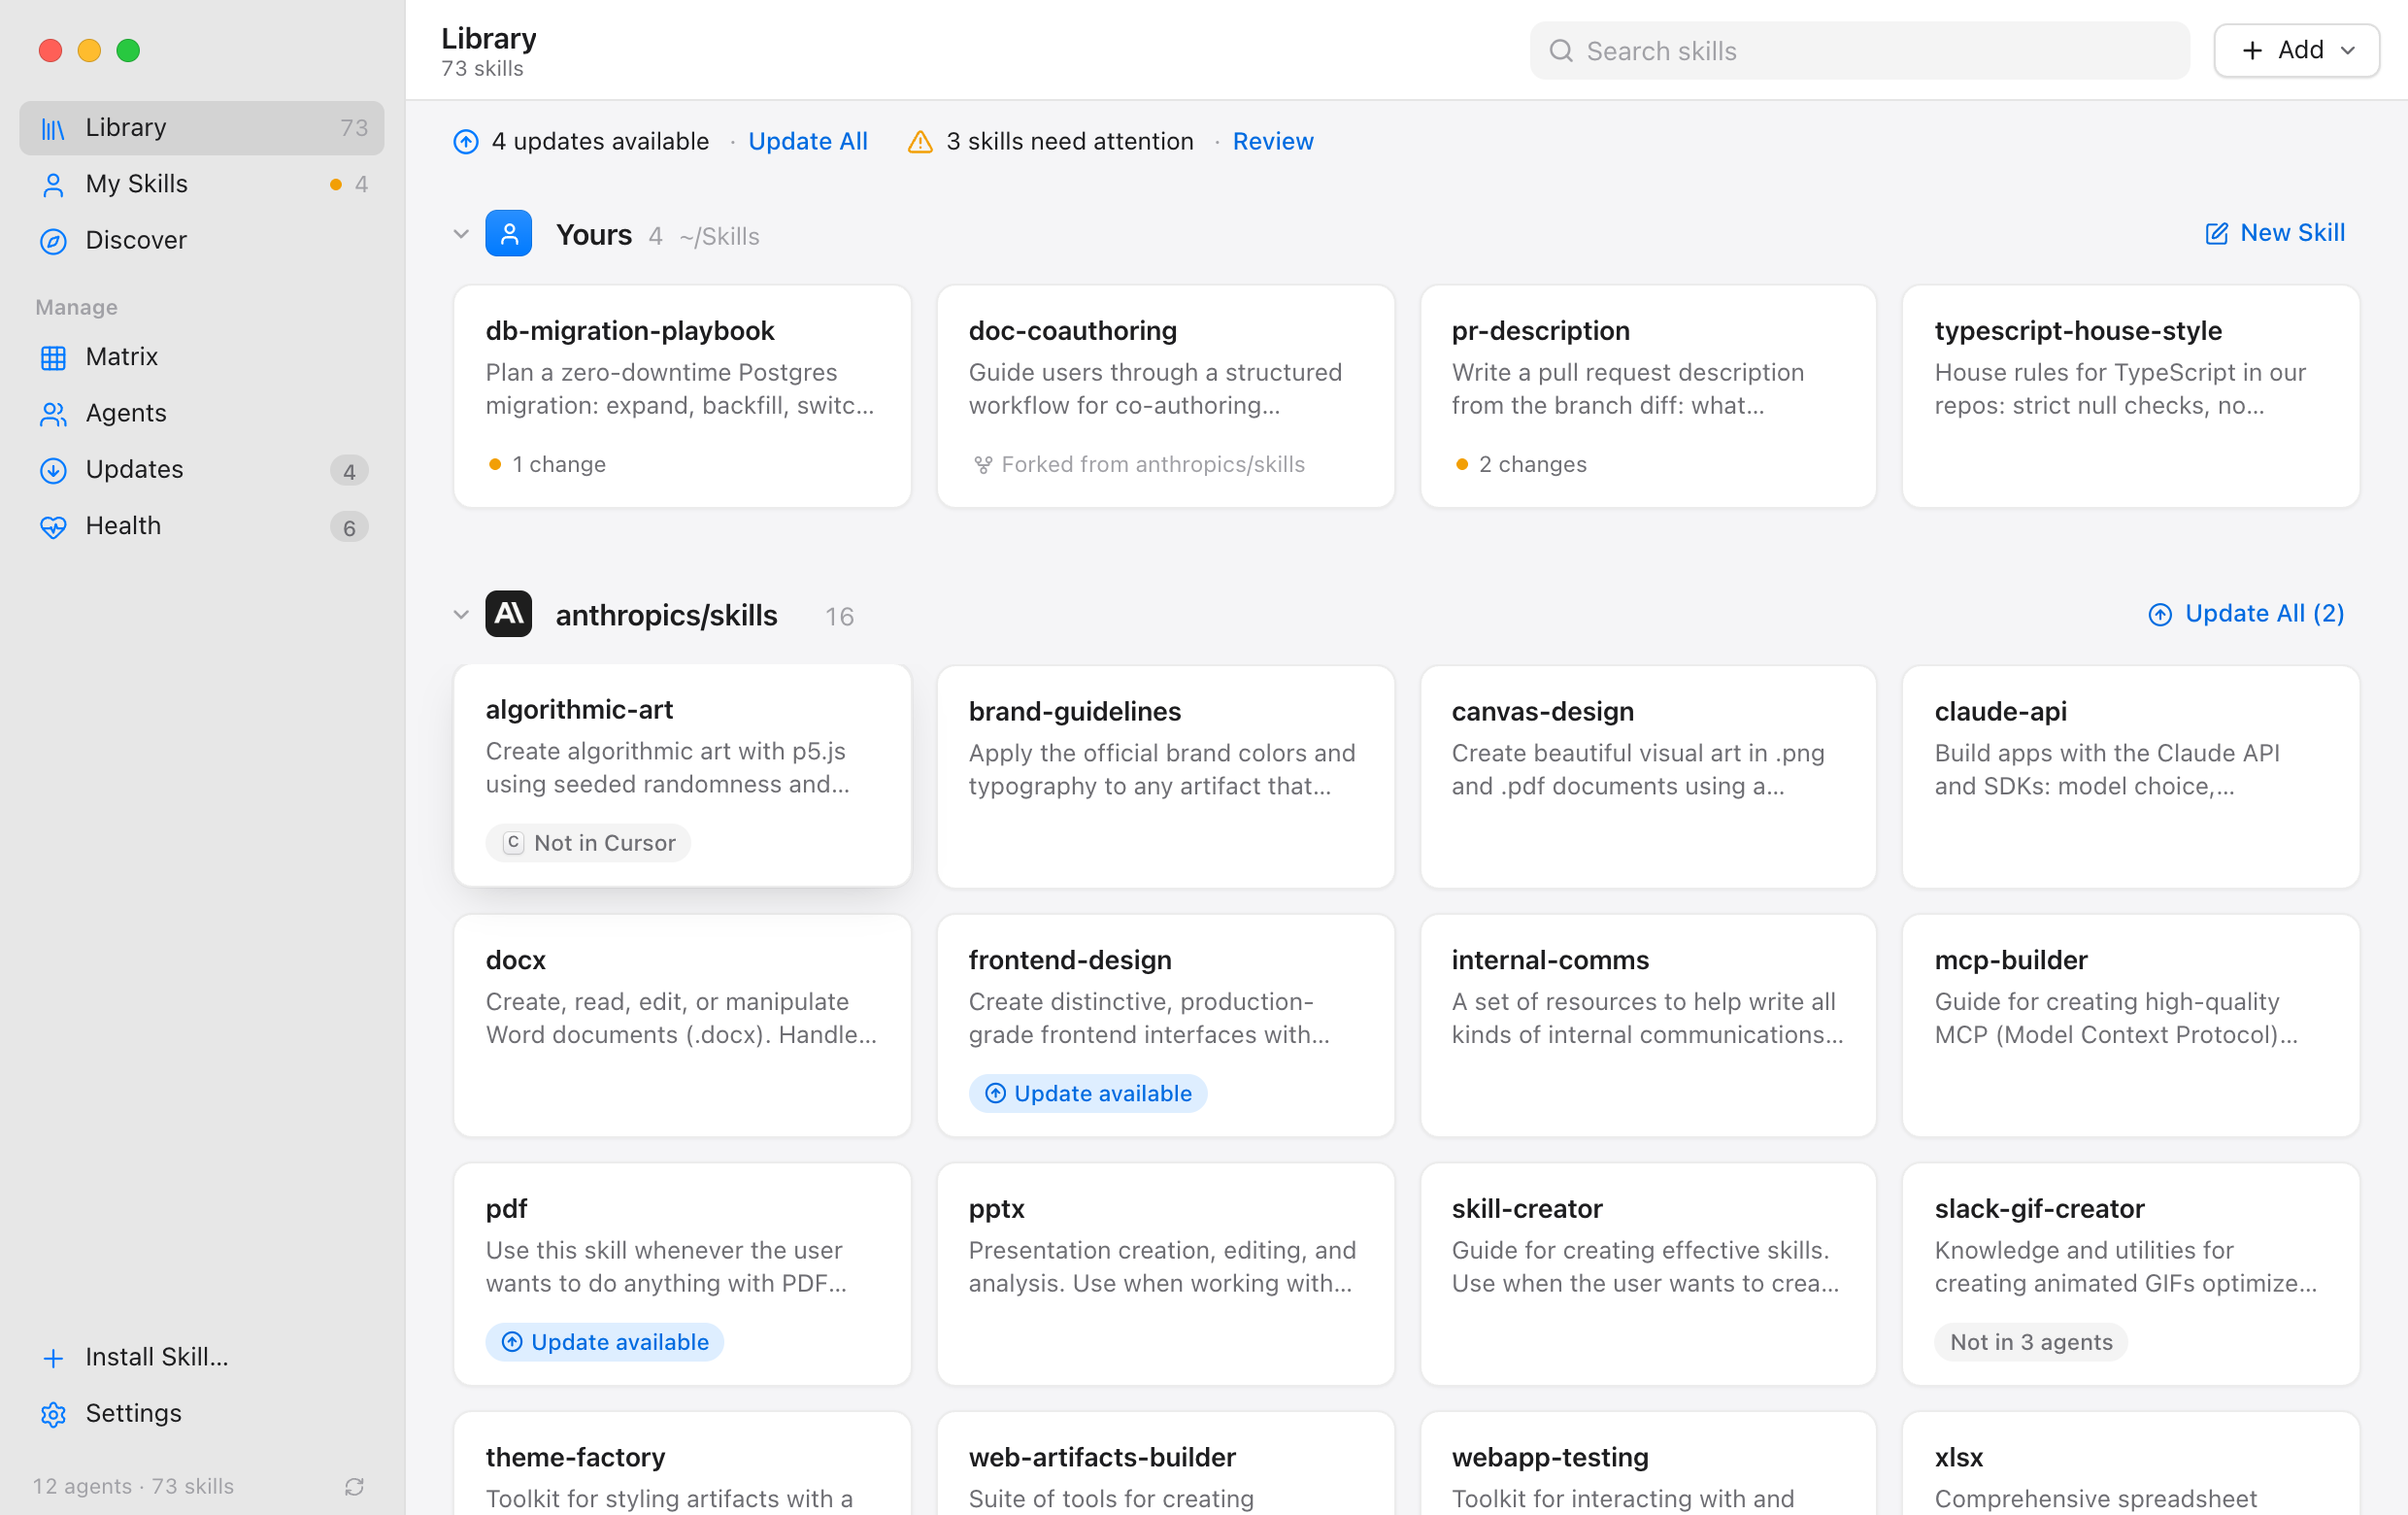 Library
73 skills
Search skills
Add
Library 73
My Skills 4
Discover
Manage
Matrix
Agents
Updates 4
Health 6
Install Skill...
Settings
12 agents · 73 skills
4 updates available · Update All
3 skills need attention · Review
Yours 4 ~/Skills
New Skill
db-migration-playbook
Plan a zero-downtime Postgres
migration: expand, backfill, switc...
1 change
doc-coauthoring
Guide users through a structured
workflow for co-authoring...
Forked from anthropics/skills
pr-description
Write a pull request description
from the branch diff: what...
2 changes
typescript-house-style
House rules for TypeScript in our
repos: strict null checks, no...
anthropics/skills 16
Update All (2)
algorithmic-art
Create algorithmic art with p5.js
using seeded randomness and...
C Not in Cursor
brand-guidelines
Apply the official brand colors and
typography to any artifact that...
canvas-design
Create beautiful visual art in .png
and .pdf documents using a...
claude-api
Build apps with the Claude API
and SDKs: model choice,...
docx
Create, read, edit, or manipulate
Word documents (.docx). Handle...
frontend-design
Create distinctive, production-
grade frontend interfaces with...
Update available
internal-comms
A set of resources to help write all
kinds of internal communications...
mcp-builder
Guide for creating high-quality
MCP (Model Context Protocol)...
pdf
Use this skill whenever the user
wants to do anything with PDF...
Update available
pptx
Presentation creation, editing, and
analysis. Use when working with...
skill-creator
Guide for creating effective skills.
Use when the user wants to crea...
slack-gif-creator
Knowledge and utilities for
creating animated GIFs optimize...
Not in 3 agents
theme-factory
Toolkit for styling artifacts with a
web-artifacts-builder
Suite of tools for creating
webapp-testing
Toolkit for interacting with and
xlsx
Comprehensive spreadsheet